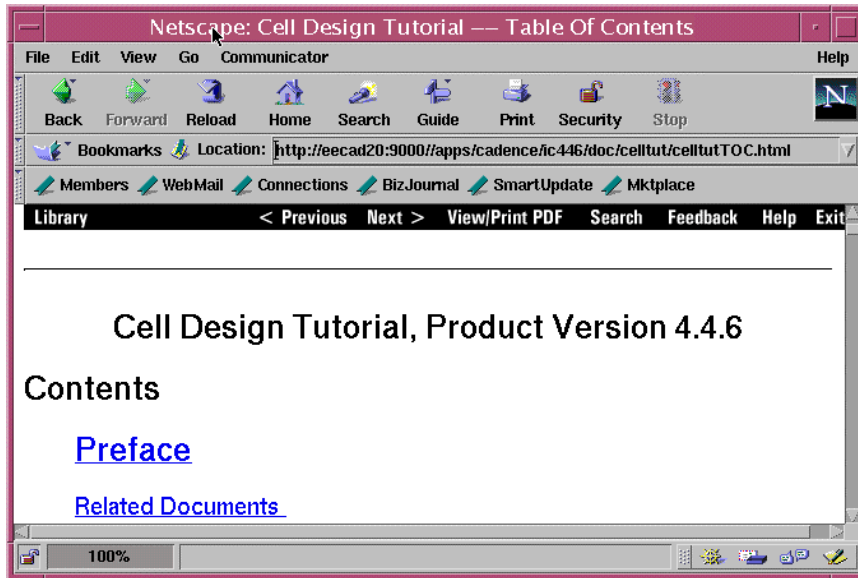 Netscape: Cell Design Tutorial -- Table Of Contents
File Edit View Go Communicator Help
Back Forward Reload Home Search Guide Print Security Stop
N
Bookmarks Location: http://eecad20:9000//apps/cadence/ic446/doc/celltut/celltutTOC.html
Members WebMail Connections BizJournal SmartUpdate Mktplace
Library < Previous Next > View/Print PDF Search Feedback Help Exit
Cell Design Tutorial, Product Version 4.4.6
Contents
Preface
Related Documents
100%